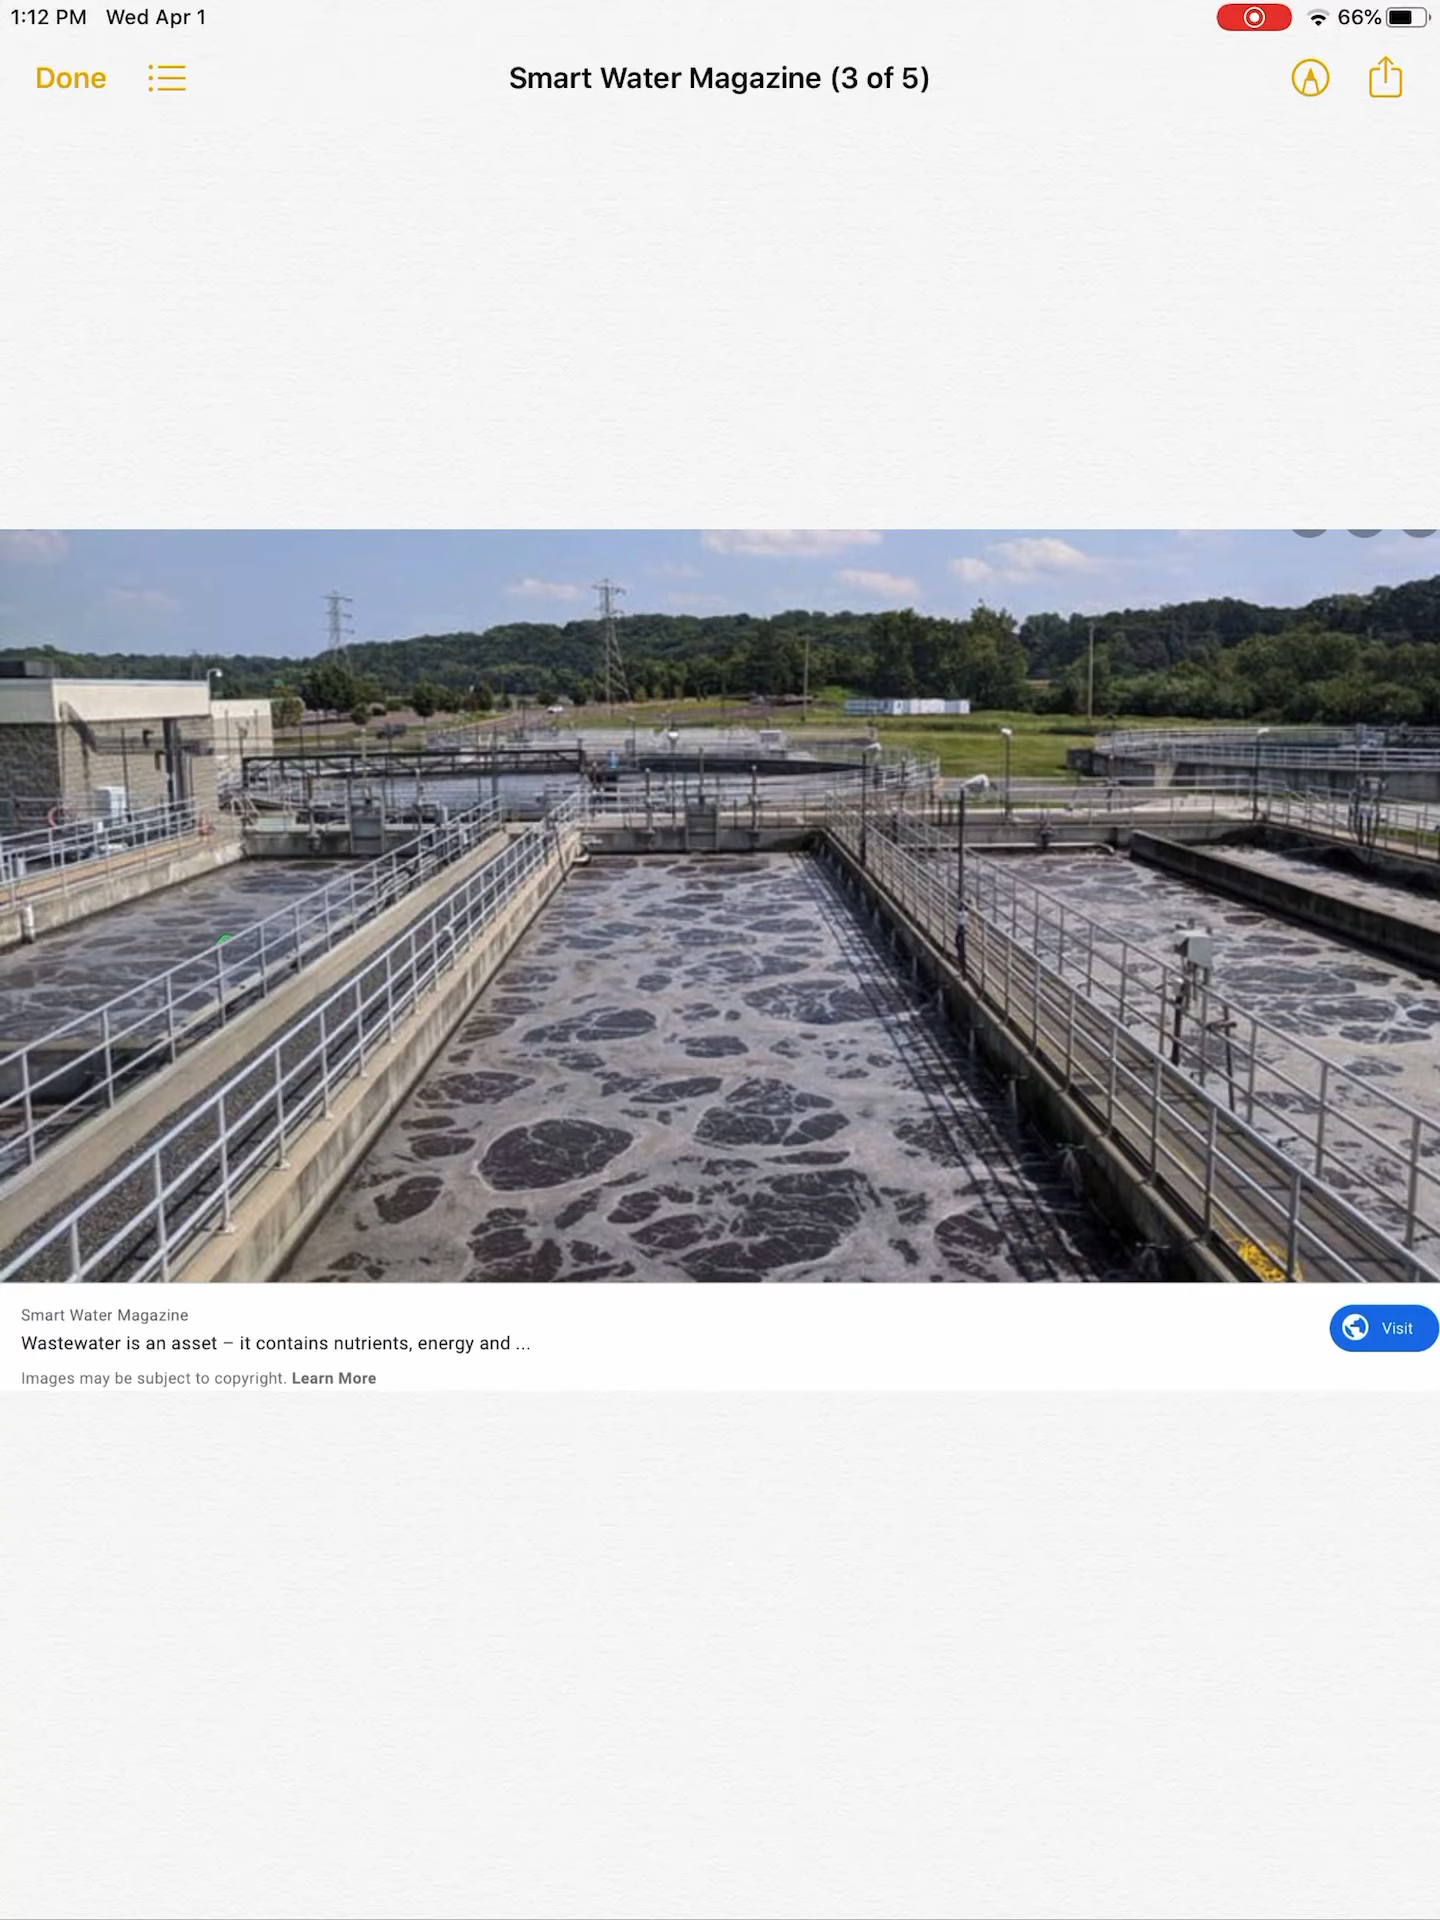 1:12 PM Wed Apr 1
66%
Done
Smart Water Magazine (3 of 5)
Smart Water Magazine
Wastewater is an asset – it contains nutrients, energy and ...
Visit
Images may be subject to copyright. Learn More